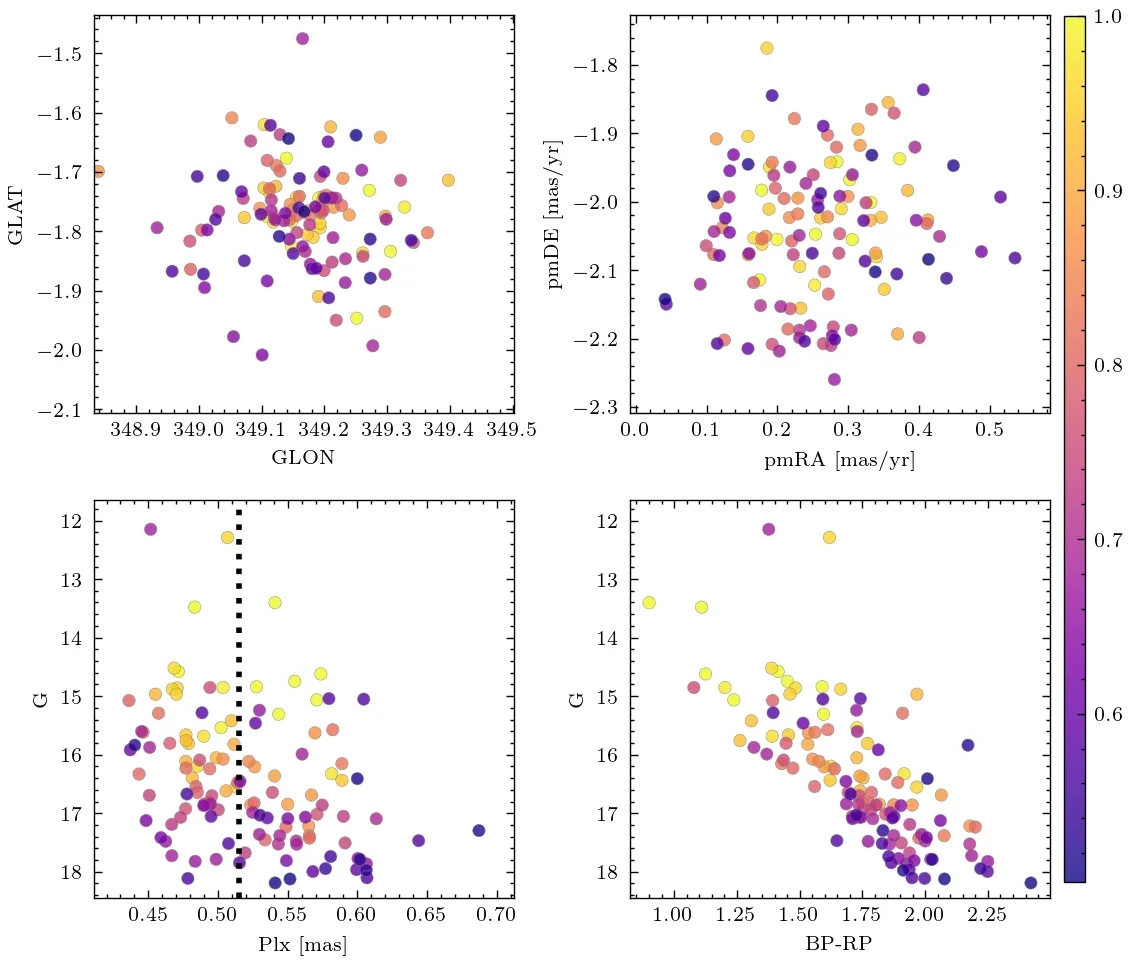 −1.5
−1.6
−1.7
−1.8
−1.9
−2.0
−2.1
GLAT
348.9 349.0 349.1 349.2 349.3 349.4 349.5
GLON
−1.8
−1.9
−2.0
−2.1
−2.2
−2.3
pmDE [mas/yr]
0.0 0.1 0.2 0.3 0.4 0.5
pmRA [mas/yr]
1.0
0.9
0.8
0.7
0.6
12
13
14
15
16
17
18
G
0.45 0.50 0.55 0.60 0.65 0.70
Plx [mas]
12
13
14
15
16
17
18
G
1.00 1.25 1.50 1.75 2.00 2.25
BP-RP